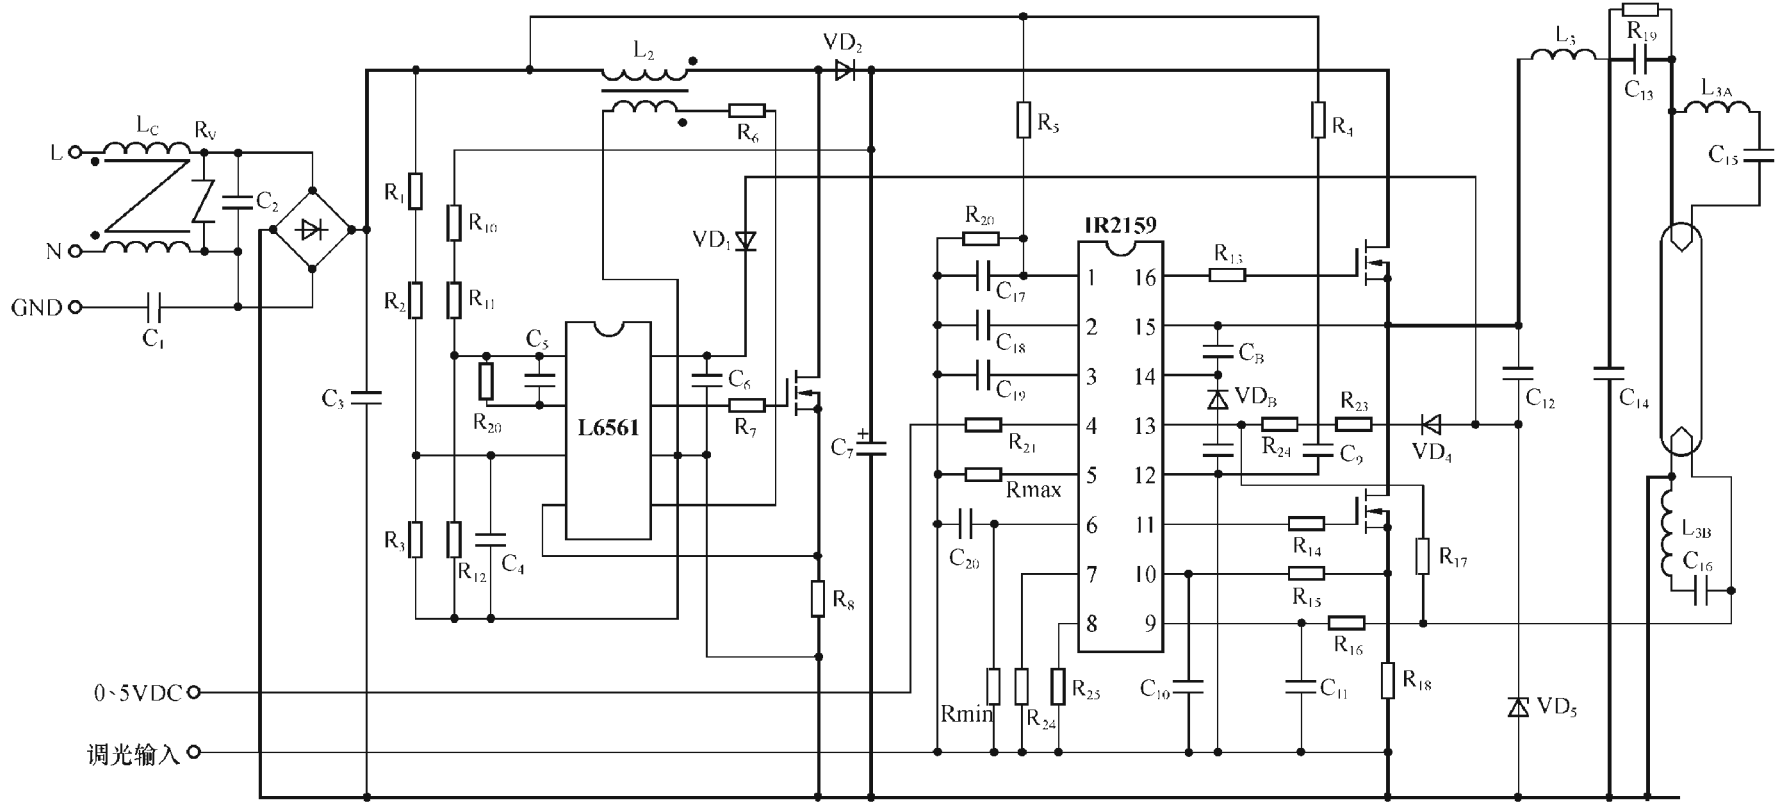 R19
L2
VD2
L3
C13
L3A
LC
RV
R6
R5
R4
C15
L
R1
C2
R10
VD1
R20
IR2159
N
R13
1
16
GND
R2
R11
C17
C1
C5
2
15
C18
CB
C6
3
14
C3
R20
C19
VDB
C12
C14
L6561
R7
C7
+
4
13
R23
R21
R24
C9
VD4
5
12
Rmax
6
11
L3B
R3
R12
C4
C20
R14
R17
C16
7
10
R8
R15
8
9
R16
0~5VDC
Rmin
R24
R25
C10
C11
R18
VD5
调光输入